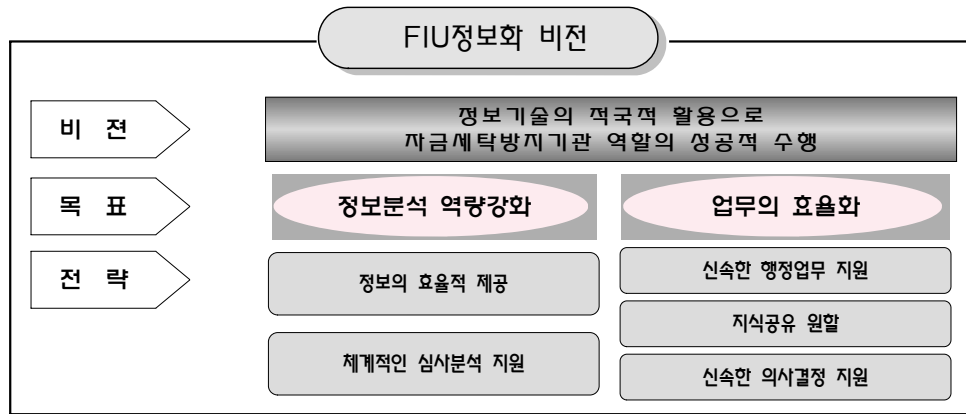 FIU정보화 비전
비 젼
정보기술의 적국적 활용으로
자금세탁방지기관 역할의 성공적 수행
목 표
정보분석 역량강화
업무의 효율화
전 략
정보의 효율적 제공
체계적인 심사분석 지원
신속한 행정업무 지원
지식공유 원할
신속한 의사결정 지원